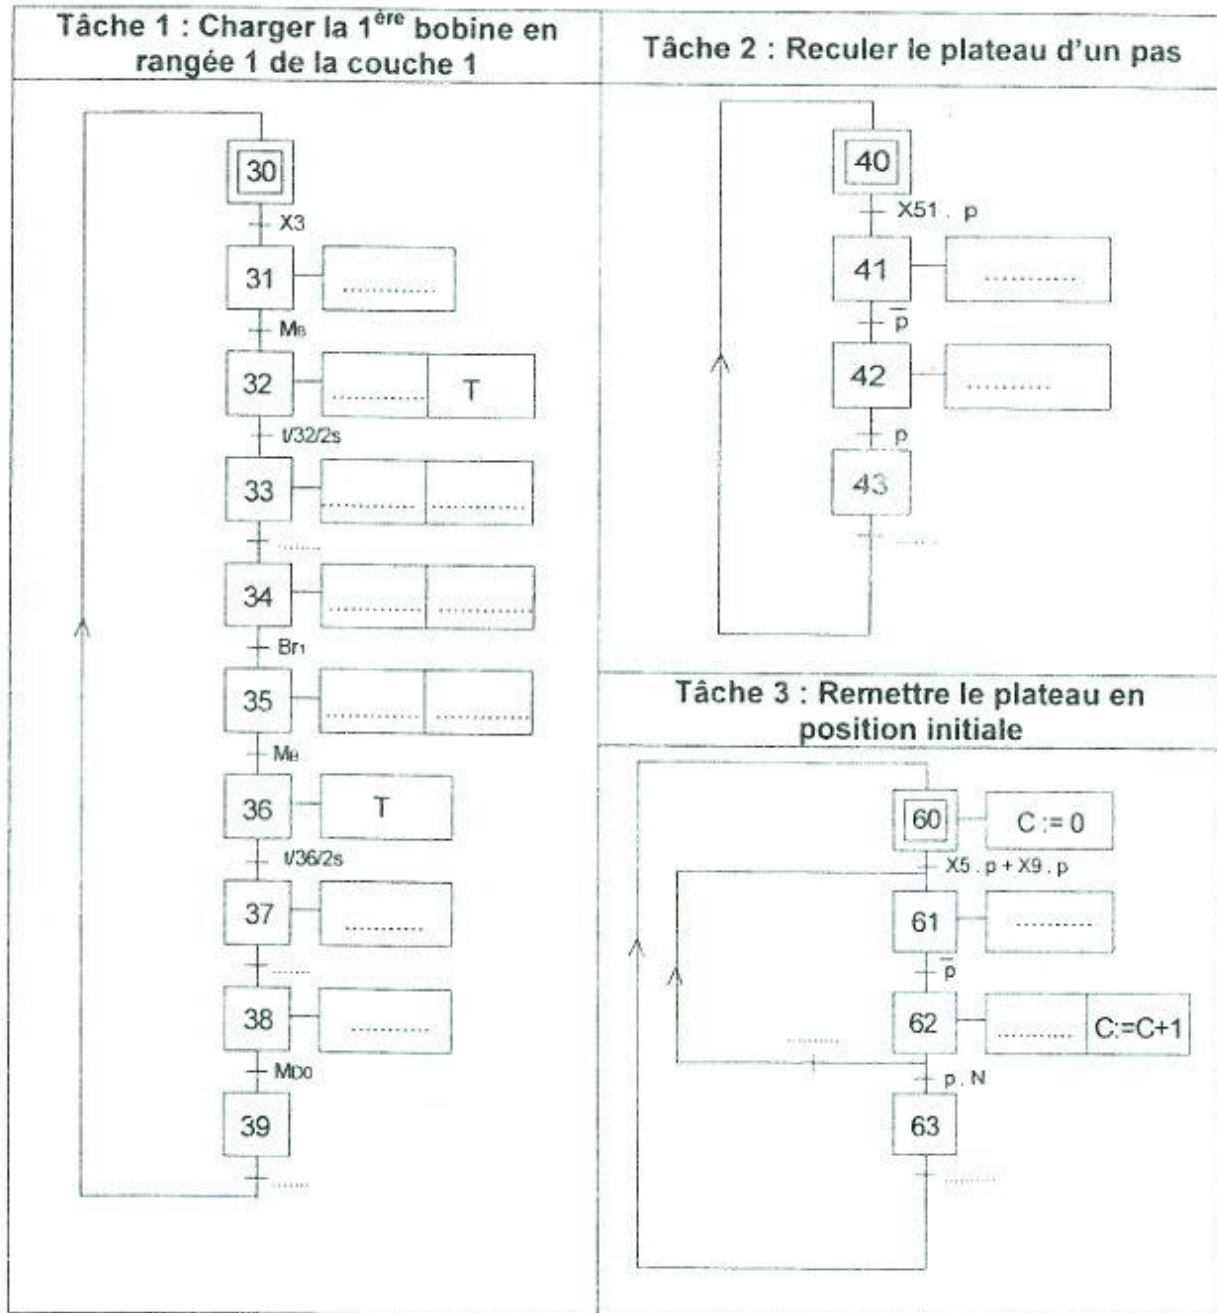 Tâche 1 : Charger la 1ère bobine en
rangée 1 de la couche 1
30
X3
31
..........
MB
32
.......... T
t/32/2s
33
.......... ..........
......
34
.......... ..........
Br1
35
.......... ..........
MB
36
T
t/36/2s
37
..........
......
38
..........
MD0
39
......
Tâche 2 : Reculer le plateau d'un pas
40
X51 . p
41
..........
p̅
42
..........
p
43
......
Tâche 3 : Remettre le plateau en
position initiale
60
C := 0
X5 . p + X9 . p
61
..........
p̅
62
.......... C:=C+1
........
p . N
63
........